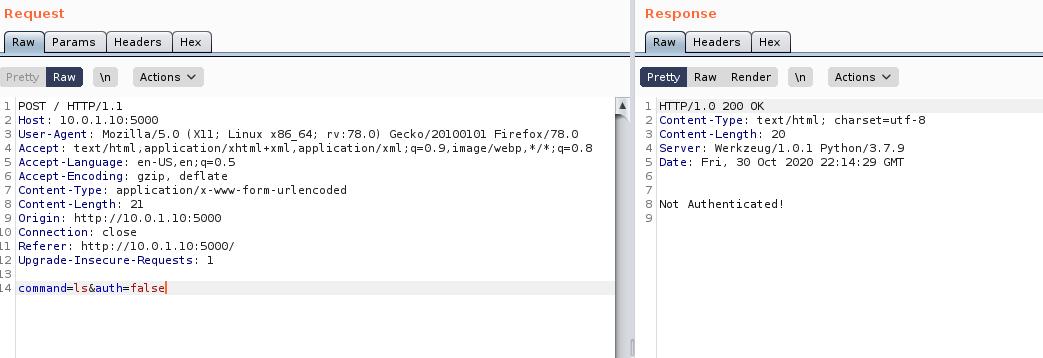 Request
Raw Params Headers Hex
Pretty Raw \n Actions
1 POST / HTTP/1.1
2 Host: 10.0.1.10:5000
3 User-Agent: Mozilla/5.0 (X11; Linux x86_64; rv:78.0) Gecko/20100101 Firefox/78.0
4 Accept: text/html,application/xhtml+xml,application/xml;q=0.9,image/webp,*/*;q=0.8
5 Accept-Language: en-US,en;q=0.5
6 Accept-Encoding: gzip, deflate
7 Content-Type: application/x-www-form-urlencoded
8 Content-Length: 21
9 Origin: http://10.0.1.10:5000
10 Connection: close
11 Referer: http://10.0.1.10:5000/
12 Upgrade-Insecure-Requests: 1
13
14 command=ls&auth=false
Response
Raw Headers Hex
Pretty Raw Render \n Actions
1 HTTP/1.0 200 OK
2 Content-Type: text/html; charset=utf-8
3 Content-Length: 20
4 Server: Werkzeug/1.0.1 Python/3.7.9
5 Date: Fri, 30 Oct 2020 22:14:29 GMT
6
7
8 Not Authenticated!
9